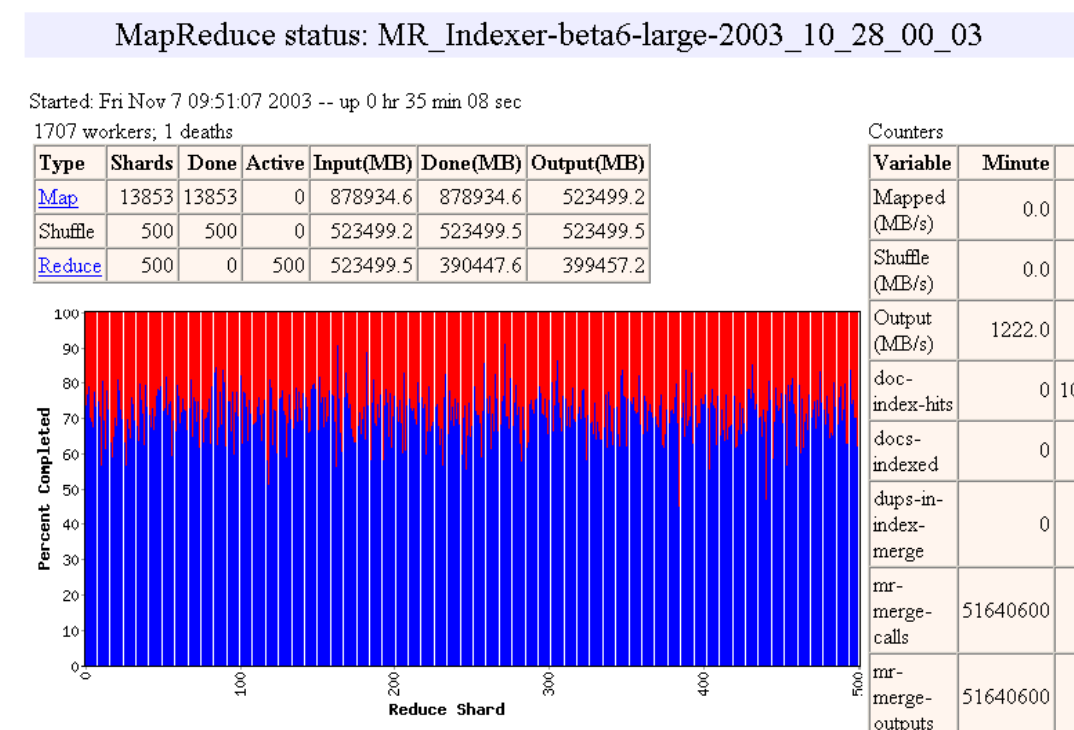 MapReduce status: MR_Indexer-beta6-large-2003_10_28_00_03
Started: Fri Nov 7 09:51:07 2003 -- up 0 hr 35 min 08 sec
1707 workers; 1 deaths
Type Shards Done Active Input(MB) Done(MB) Output(MB)
Map 13853 13853 0 878934.6 878934.6 523499.2
Shuffle 500 500 0 523499.2 523499.5 523499.5
Reduce 500 0 500 523499.5 390447.6 399457.2
100
90
80
70
60
50
40
30
20
10
0
Percent Completed
0 100 200 300 400 500
Reduce Shard
Counters
Variable Minute
Mapped
(MB/s) 0.0
Shuffle
(MB/s) 0.0
Output
(MB/s) 1222.0
doc-
index-hits 0 10
docs-
indexed 0
dups-in-
index-
merge 0
mr-
merge-
calls 51640600
mr-
merge-
outputs 51640600